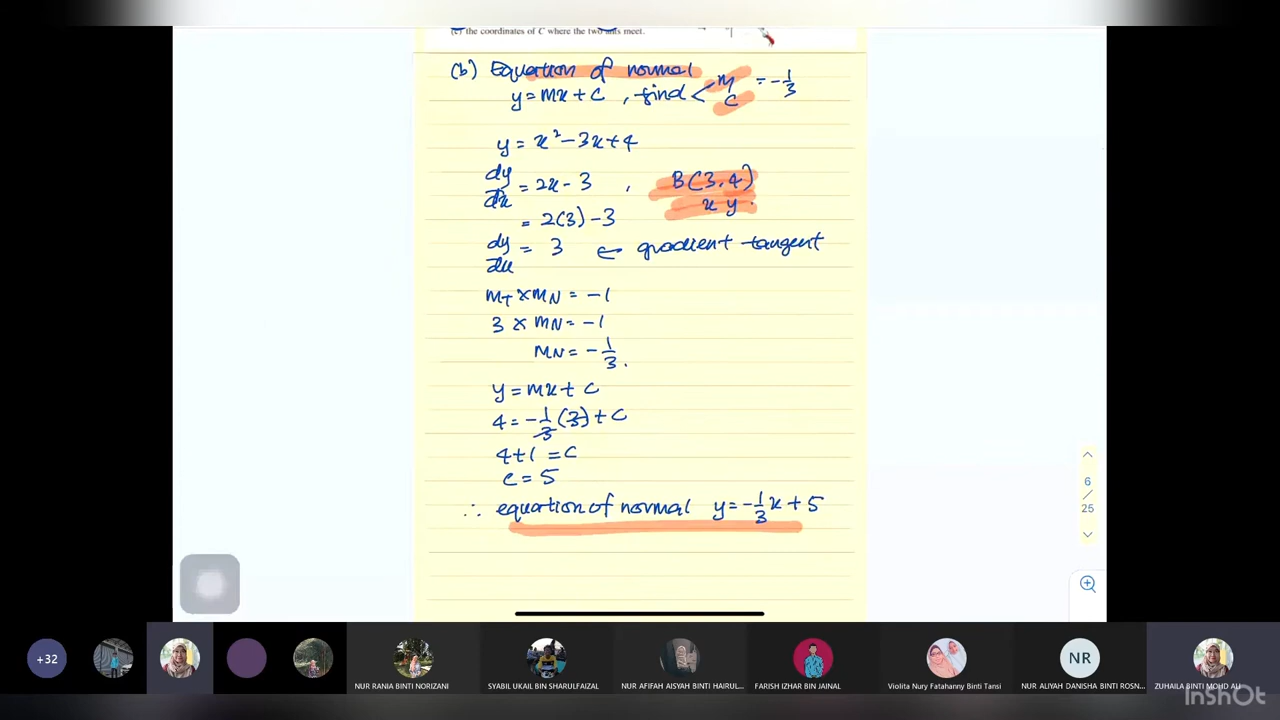 (c) the coordinates of C where the two ants meet.
(b) Equation of normal
y = mx + c , find < m = -1/3
c
y = x² - 3x + 4
dy/dx = 2x - 3 , B(3,4)
x y
= 2(3) - 3
dy/dx = 3 ← gradient tangent
mT × mN = -1
3 × mN = -1
mN = -1/3.
y = mx + c
4 = -1/3 (3) + c
4+1 = c
c = 5
∴ equation of normal y = -1/3 x + 5
6
/
25
+32
NUR RANIA BINTI NORIZANI
SYABIL UKAIL BIN SHARULFAIZAL
NUR AFIFAH AISYAH BINTI HAIRUL...
FARISH IZHAR BIN JAINAL
Violita Nury Fatahanny Binti Tansi
NR
NUR ALIYAH DANISHA BINTI ROSN...
ZUHAILA BINTI MOHD ALI
InShOt